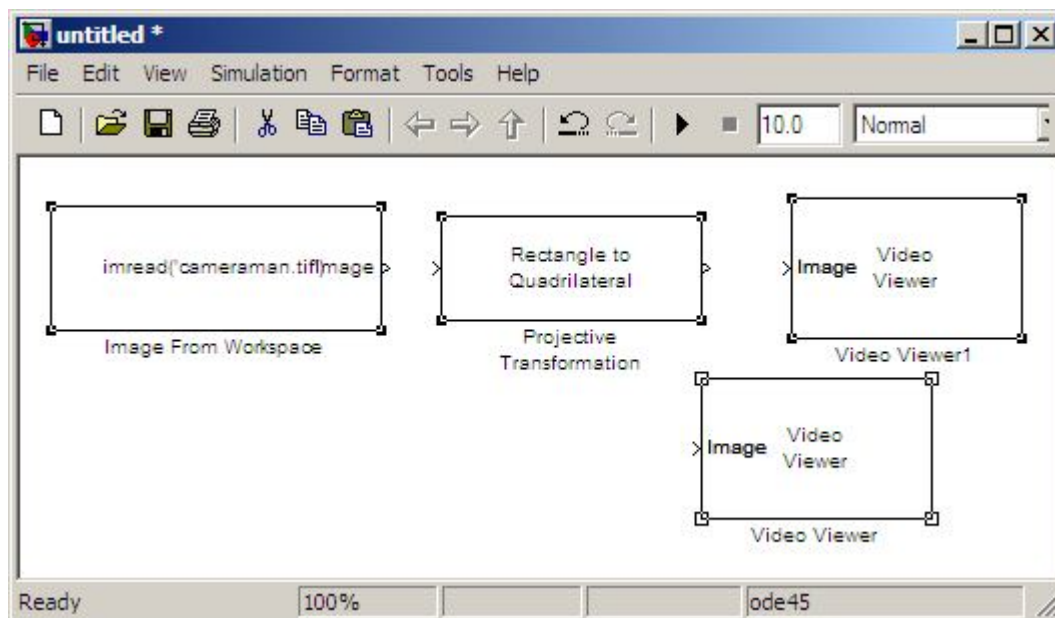 untitled *
File Edit View Simulation Format Tools Help
10.0 Normal
imread('cameraman.tif')mage
Image From Workspace
Rectangle to
Quadrilateral
Projective
Transformation
Image Video
Viewer
Video Viewer1
Image Video
Viewer
Video Viewer
Ready 100% ode45